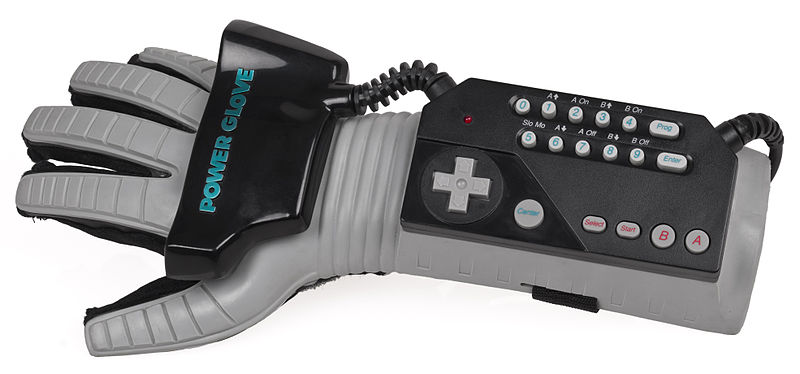 POWER GLOVE
A⬆ A On B⬆ B On
0 1 2 3 4 Prog
Slo Mo A⬇ A Off B⬇ B Off
5 6 7 8 9 Enter
Center
Select Start B A